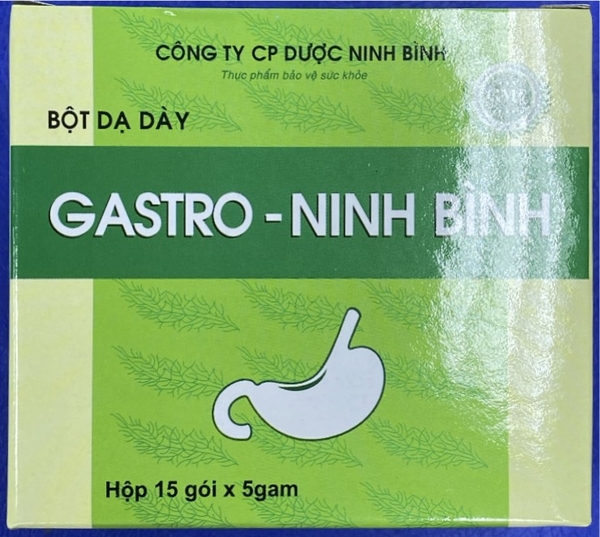 CÔNG TY CP DƯỢC NINH BÌNH
Thực phẩm bảo vệ sức khỏe
GMP
BỘT DẠ DÀY
GASTRO - NINH BÌNH
Hộp 15 gói x 5gam